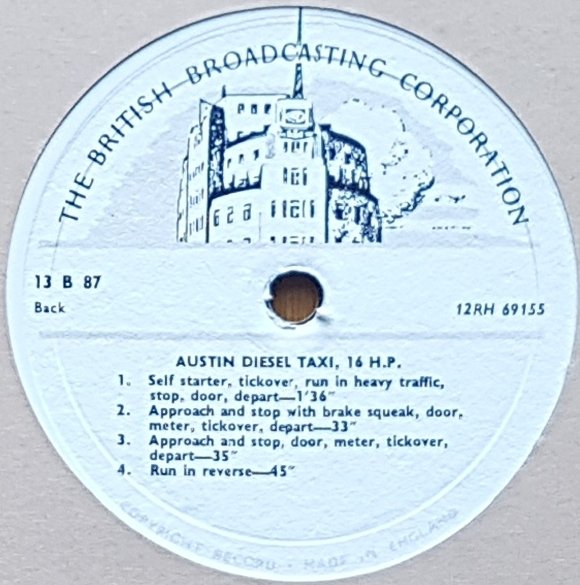 THE BRITISH BROADCASTING CORPORATION
13 B 87
Back
12RH 69155
AUSTIN DIESEL TAXI, 16 H.P.
1. Self starter, tickover, run in heavy traffic,
stop, door, depart—1'36"
2. Approach and stop with brake squeak, door,
meter, tickover, depart—33"
3. Approach and stop, door, meter, tickover,
depart—35"
4. Run in reverse—45"
COPYRIGHT RECORD · MADE IN ENGLAND